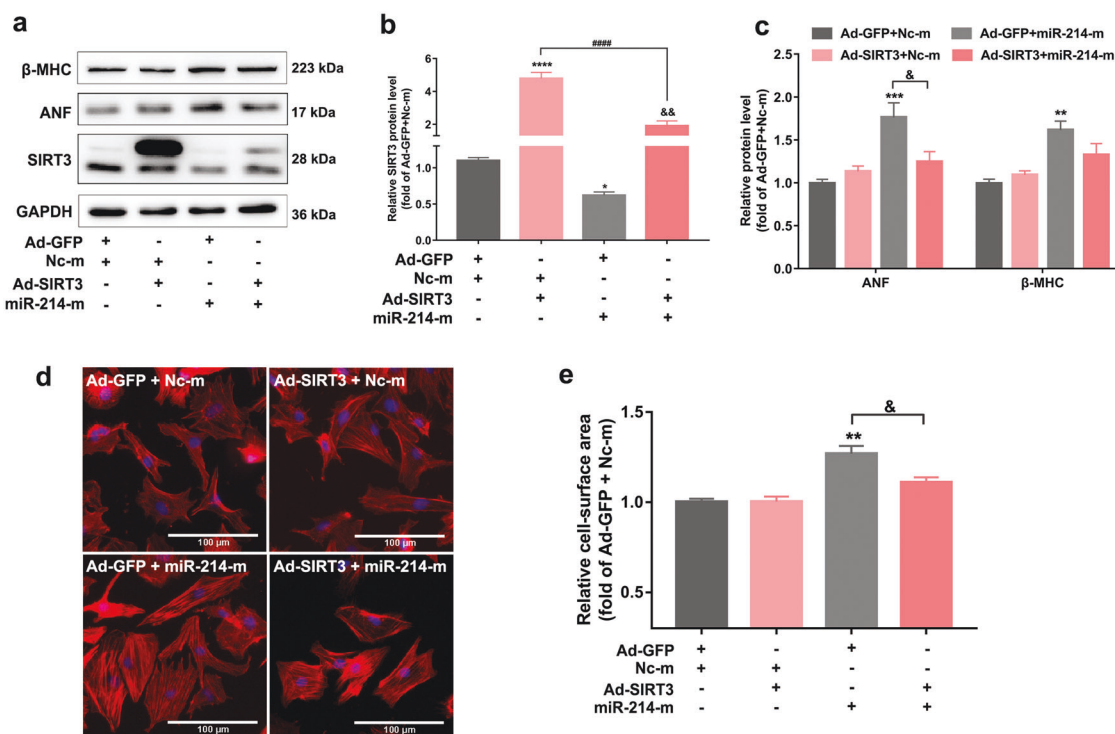 a
β-MHC
223 kDa
ANF
17 kDa
SIRT3
28 kDa
GAPDH
36 kDa
Ad-GFP + - + -
Nc-m + + - -
Ad-SIRT3 - + - +
miR-214-m - - + +
b
Relative SIRT3 protein level
(fold of Ad-GFP+Nc-m)
8
6
4
2
1.0
0.5
0.0
####
****
*
&&
Ad-GFP + - + -
Nc-m + + - -
Ad-SIRT3 - + - +
miR-214-m - - + +
c
Ad-GFP+Nc-m
Ad-GFP+miR-214-m
Ad-SIRT3+Nc-m
Ad-SIRT3+miR-214-m
Relative protein level
(fold of Ad-GFP+Nc-m)
2.5
2.0
1.5
1.0
0.5
0.0
&
***
**
ANF
β-MHC
d
Ad-GFP + Nc-m
100 μm
Ad-SIRT3 + Nc-m
100 μm
Ad-GFP + miR-214-m
100 μm
Ad-SIRT3 + miR-214-m
100 μm
e
Relative cell-surface area
(fold of Ad-GFP + Nc-m)
1.5
1.0
0.5
**
&
Ad-GFP + - + -
Nc-m + + - -
Ad-SIRT3 - + - +
miR-214-m - - + +